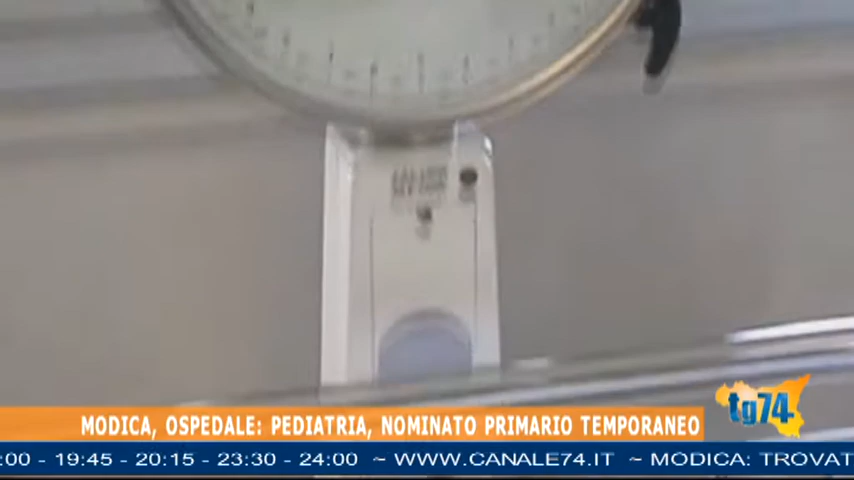 MODICA, OSPEDALE: PEDIATRIA, NOMINATO PRIMARIO TEMPORANEO
tg74
:00 - 19:45 - 20:15 - 23:30 - 24:00 ~ WWW.CANALE74.IT ~ MODICA: TROVAT